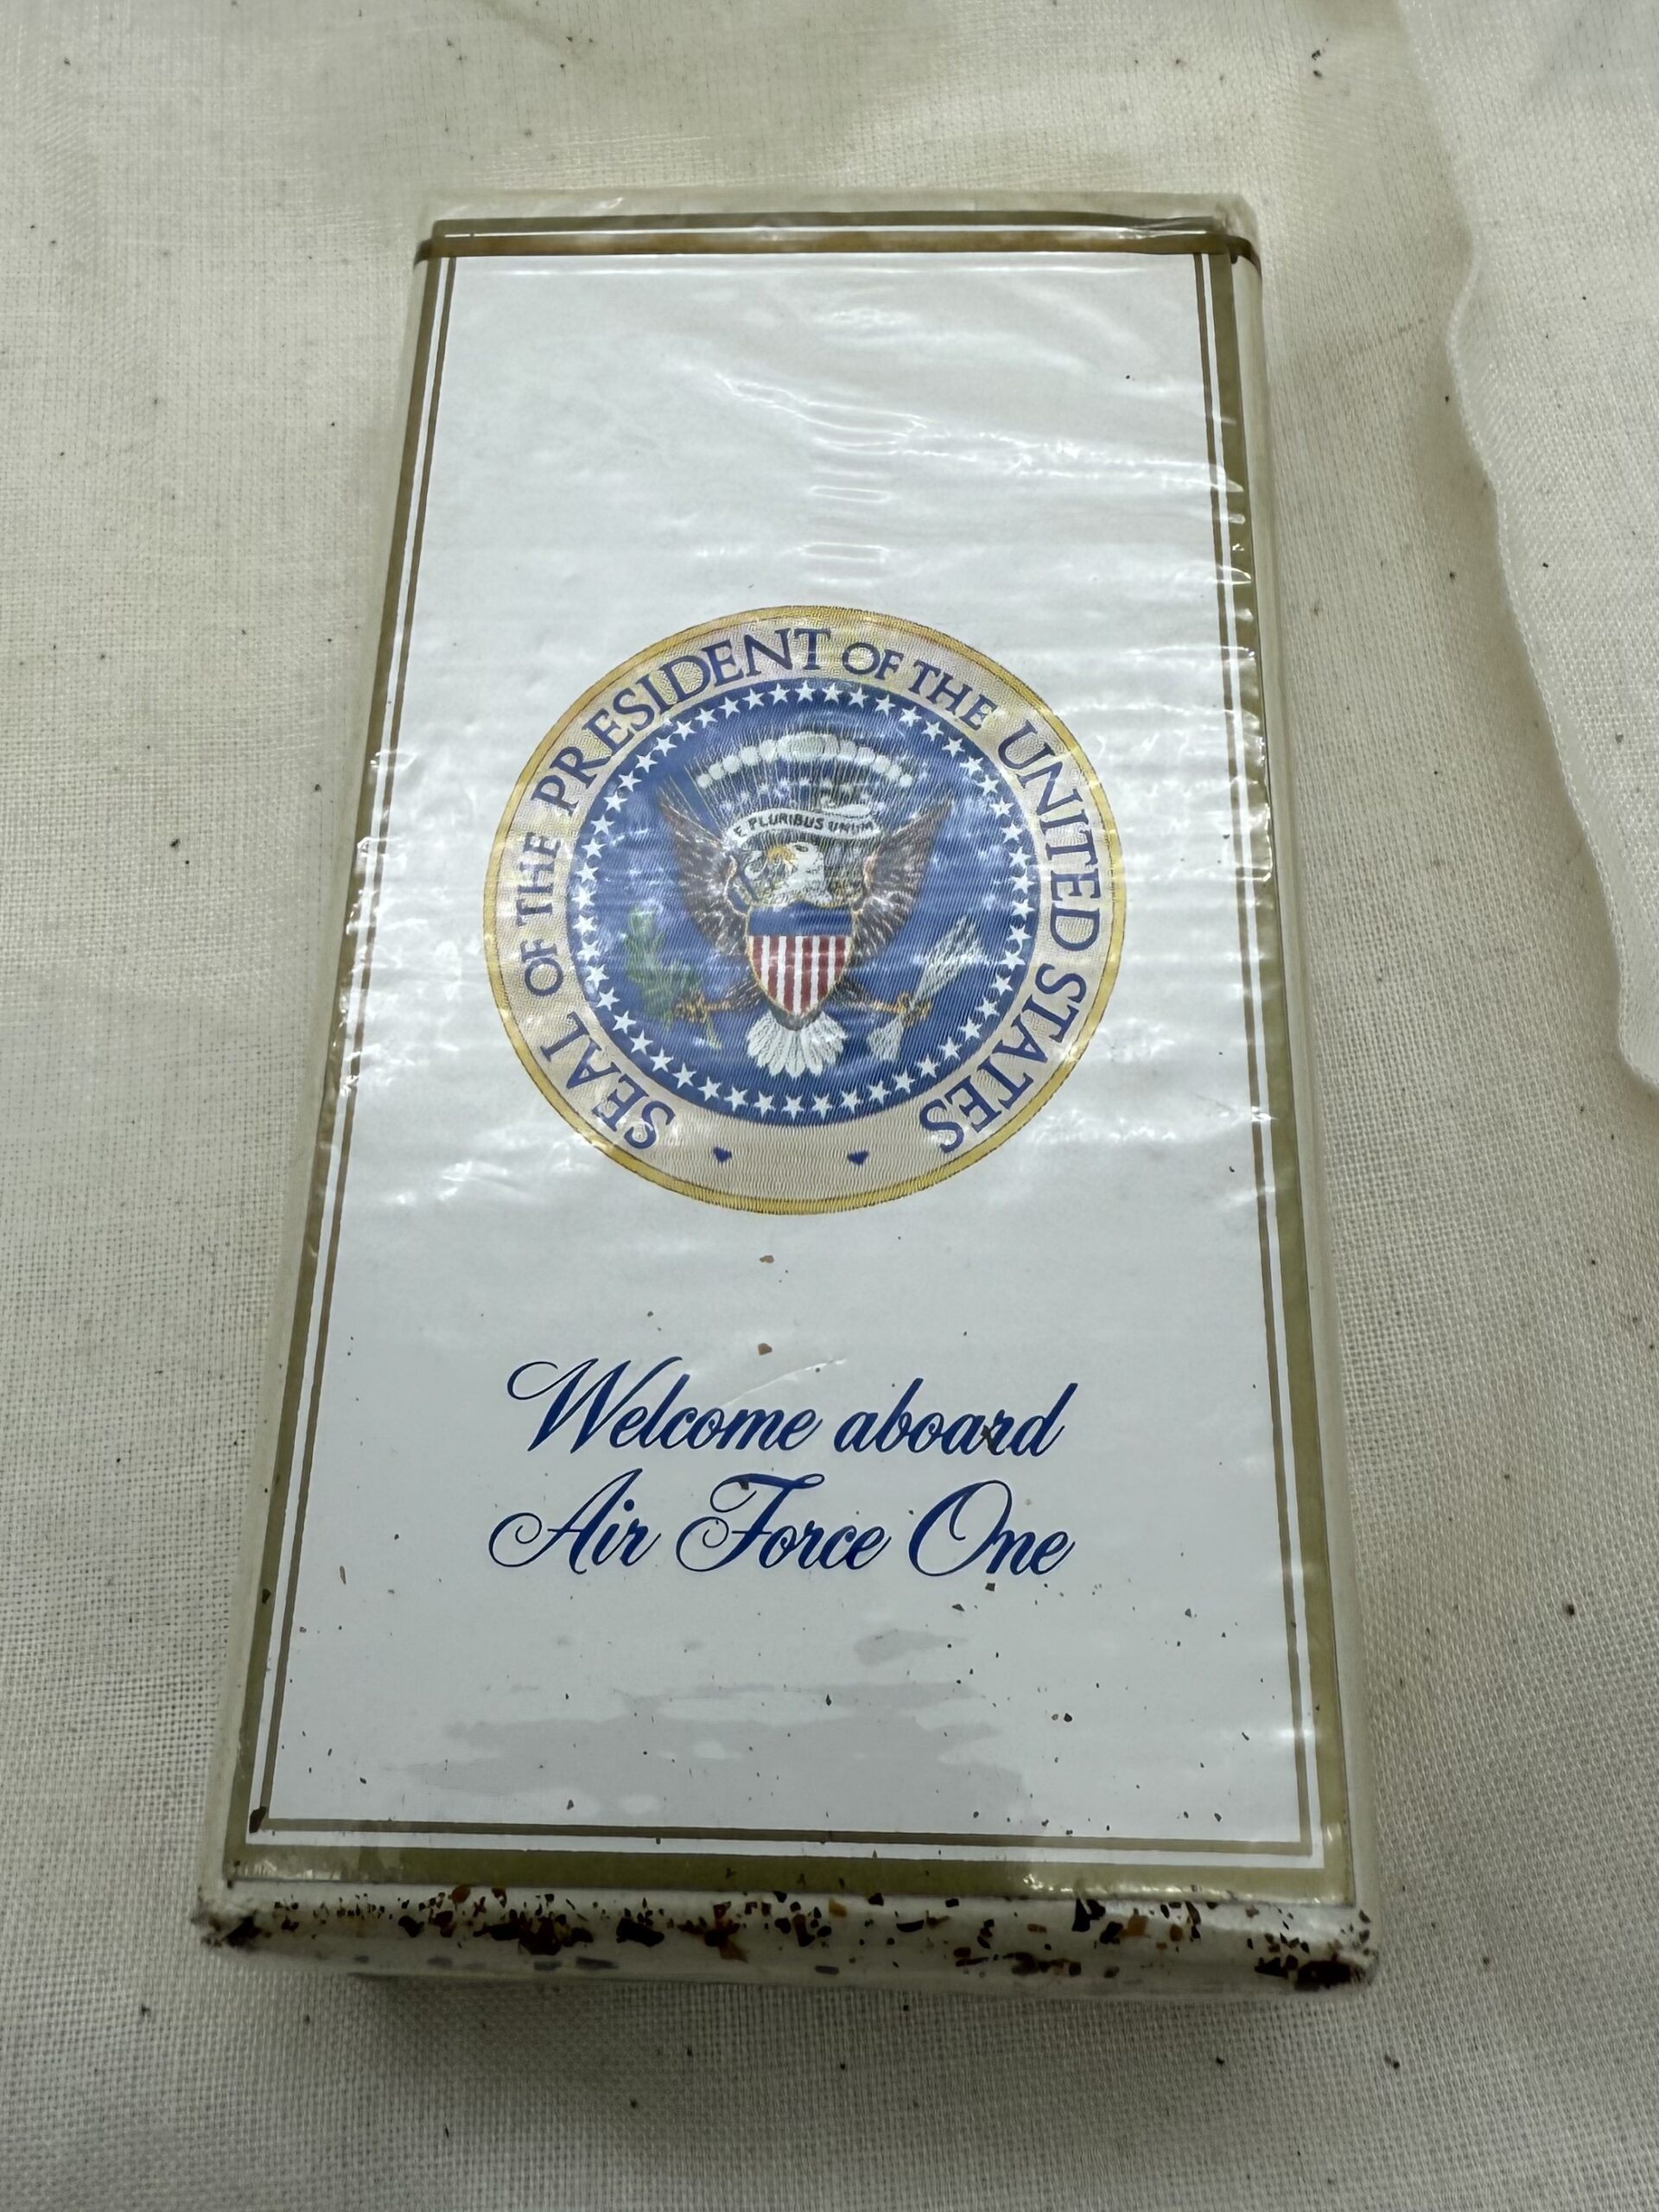 SEAL OF THE PRESIDENT OF THE UNITED STATES
E PLURIBUS UNUM
Welcome aboard
Air Force One